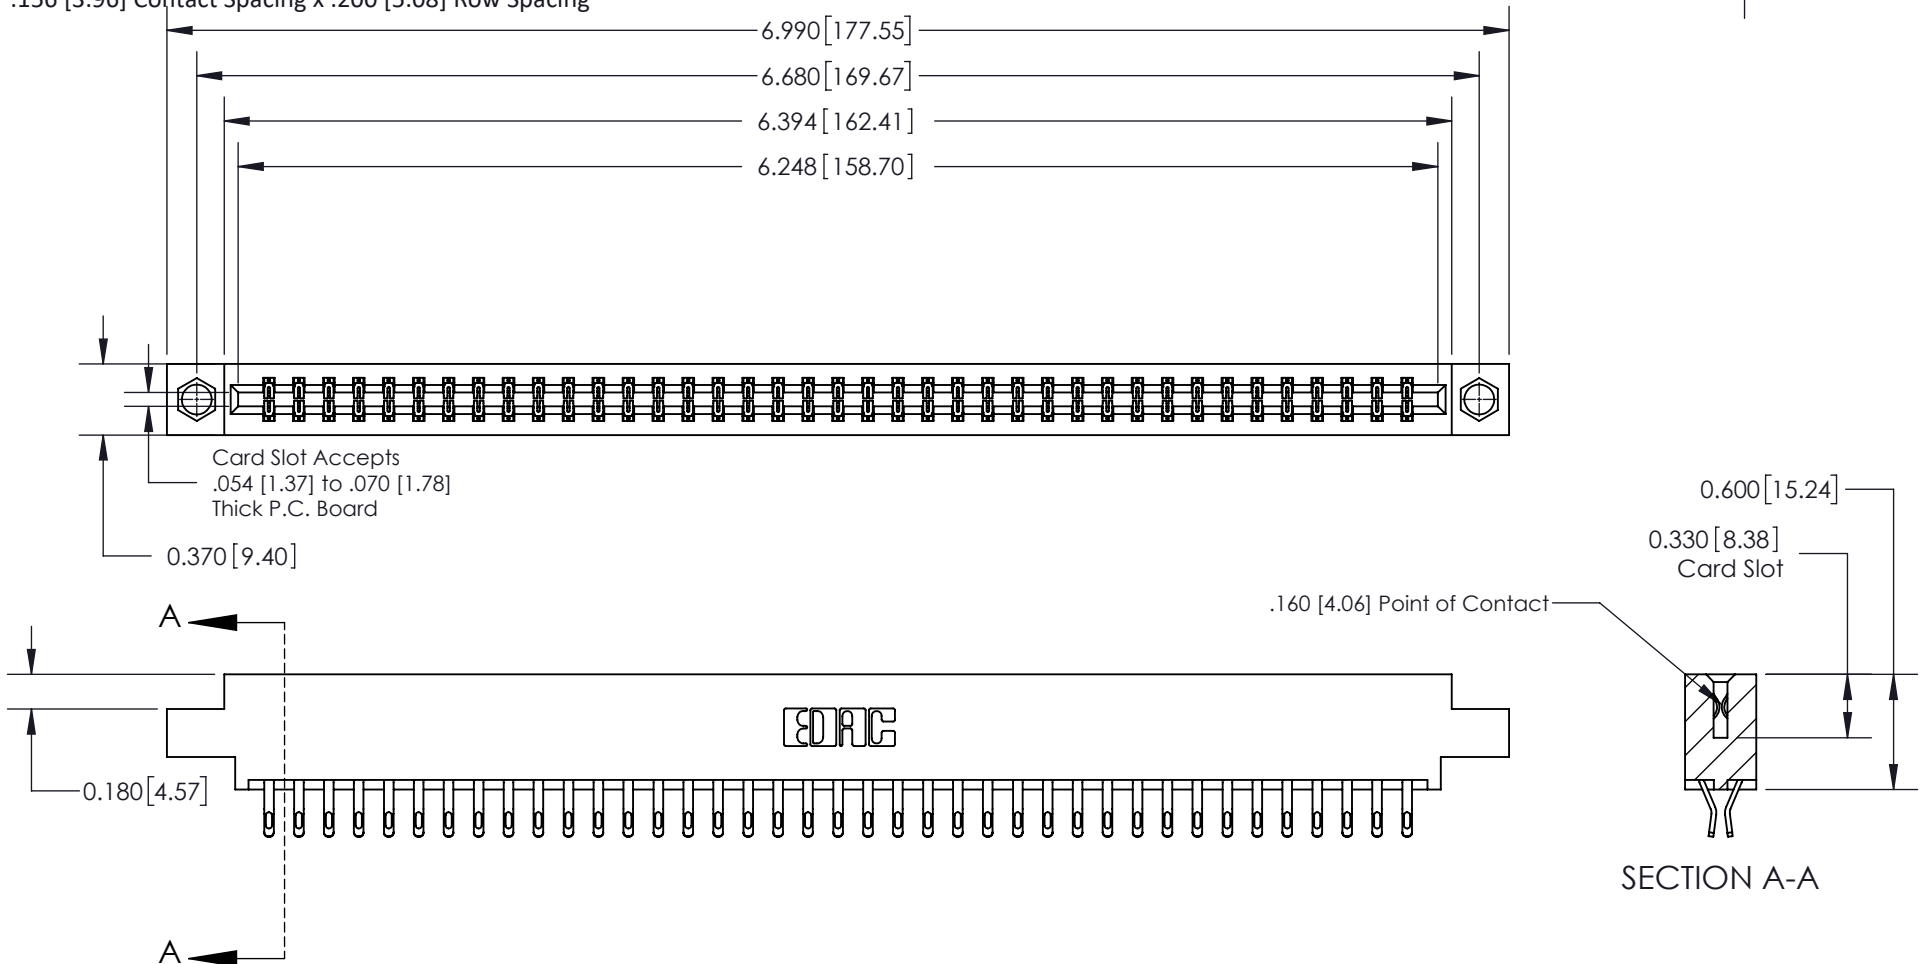 .156 [3.96] Contact Spacing x .200 [5.08] Row Spacing
6.990 [177.55]
6.680 [169.67]
6.394 [162.41]
6.248 [158.70]
Card Slot Accepts
.054 [1.37] to .070 [1.78]
Thick P.C. Board
0.370 [9.40]
0.600 [15.24]
0.330 [8.38]
Card Slot
.160 [4.06] Point of Contact
A
EDAC
0.180 [4.57]
SECTION A-A
A